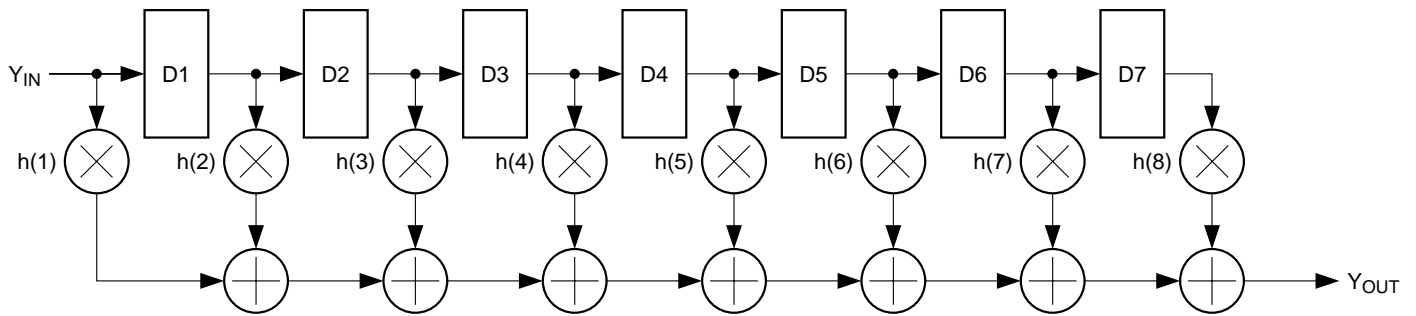 Y_IN D1 D2 D3 D4 D5 D6 D7
h(1) h(2) h(3) h(4) h(5) h(6) h(7) h(8)
Y_OUT